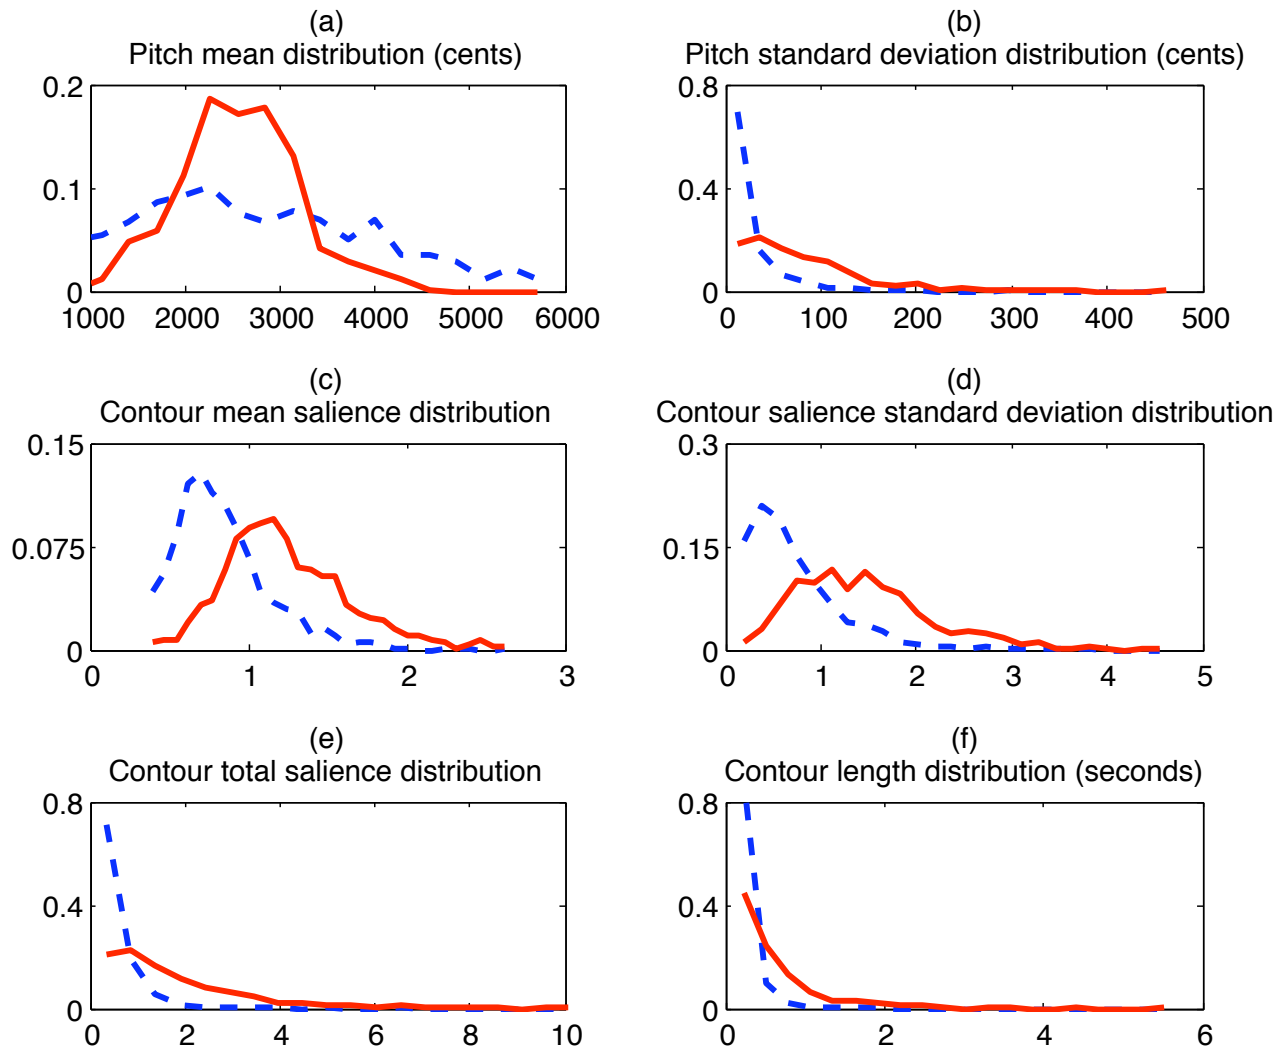 (a)
Pitch mean distribution (cents)
0.2
0.1
0
1000 2000 3000 4000 5000 6000
(b)
Pitch standard deviation distribution (cents)
0.8
0.4
0
0 100 200 300 400 500
(c)
Contour mean salience distribution
0.15
0.075
0
0 1 2 3
(d)
Contour salience standard deviation distribution
0.3
0.15
0
0 1 2 3 4 5
(e)
Contour total salience distribution
0.8
0.4
0
0 2 4 6 8 10
(f)
Contour length distribution (seconds)
0.8
0.4
0
0 2 4 6